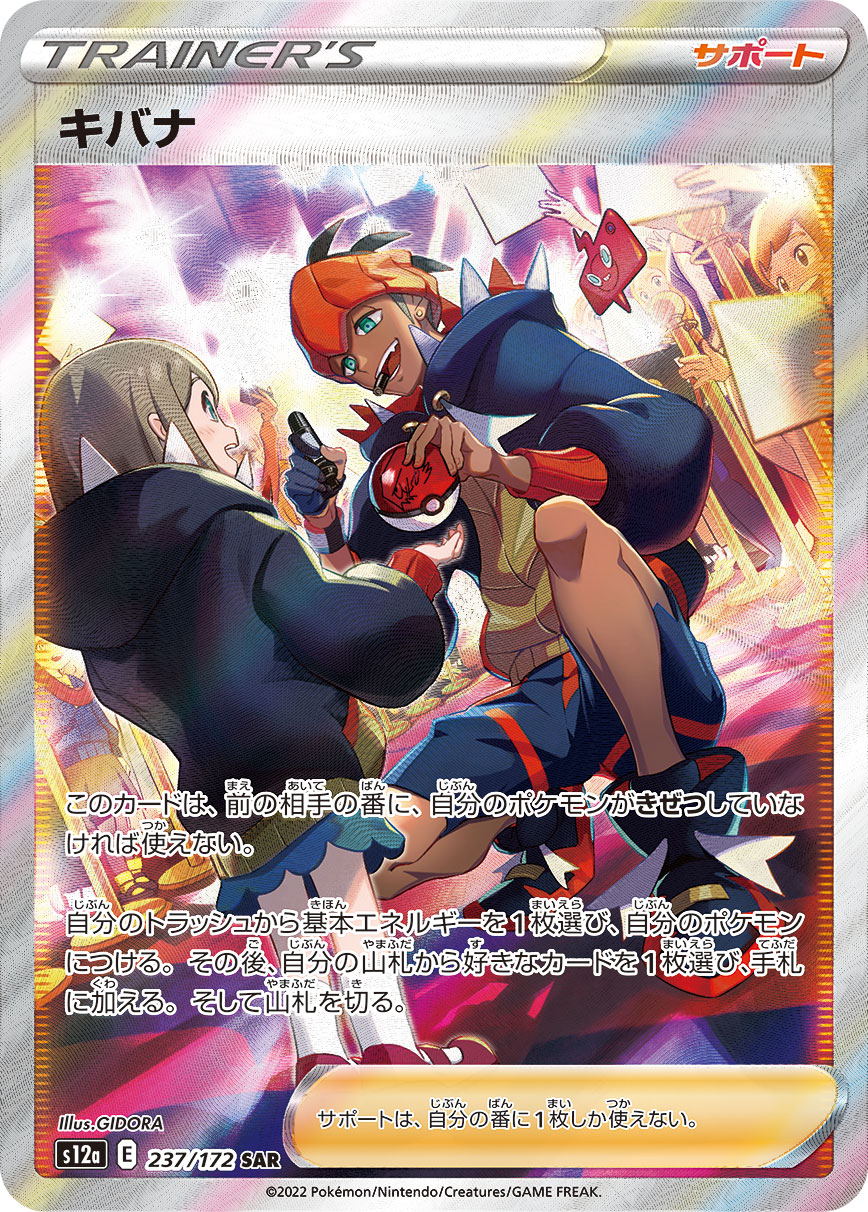 TRAINER'S サポート
キバナ
このカードは、前の相手の番に、自分のポケモンがきぜつしていな
ければ使えない。
自分のトラッシュから基本エネルギーを1枚選び、自分のポケモン
につける。その後、自分の山札から好きなカードを1枚選び、手札
に加える。そして山札を切る。
サポートは、自分の番に1枚しか使えない。
Illus.GIDORA
s12a E 237/172 SAR
©2022 Pokémon/Nintendo/Creatures/GAME FREAK.